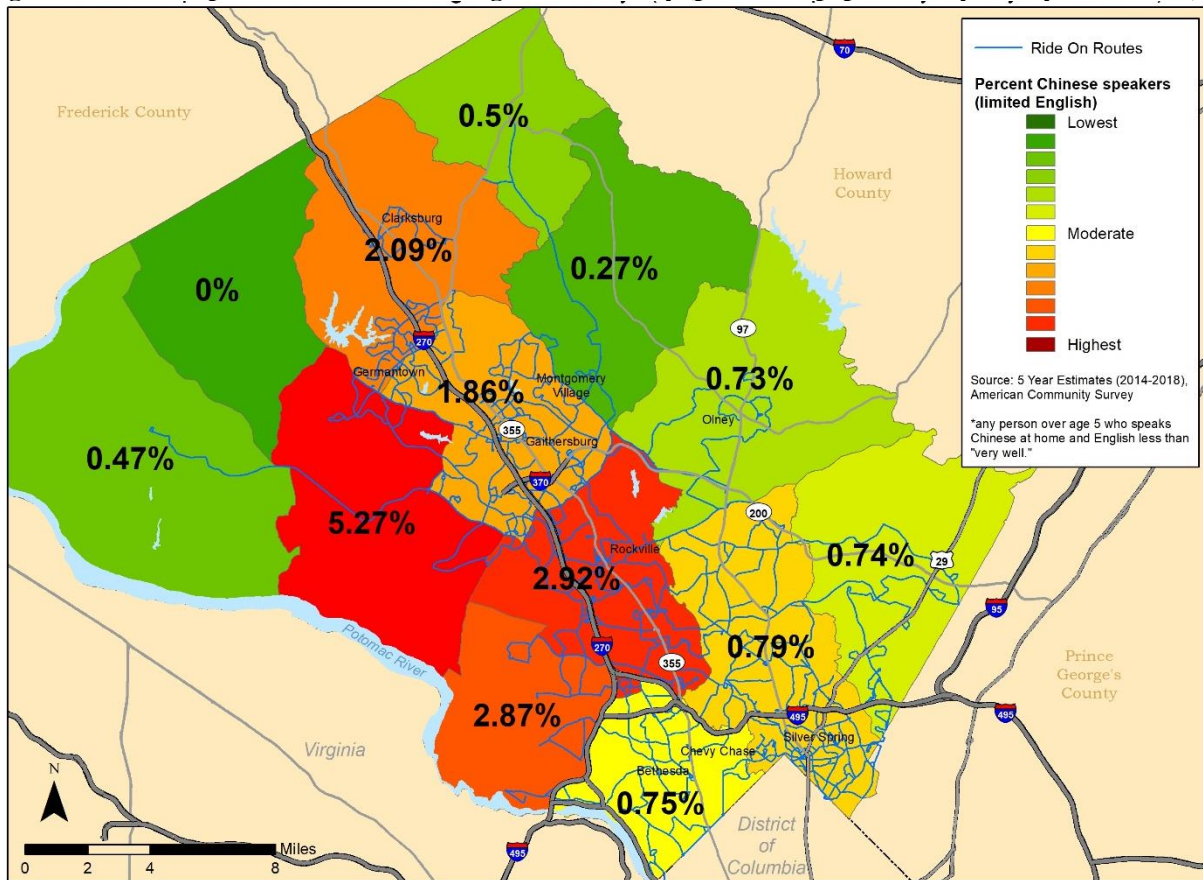 Ride On Routes
Percent Chinese speakers
(limited English)
Lowest
Moderate
Highest
Source: 5 Year Estimates (2014-2018),
American Community Survey
*any person over age 5 who speaks
Chinese at home and English less than
"very well."
70
Frederick County
0.5%
Howard
County
Clarksburg
2.09%
0.27%
0%
97
270
Germantown
1.86%
Montgomery
Village
0.73%
Olney
355
Gaithersburg
0.47%
370
5.27%
200
Rockville
0.74%
29
2.92%
95
0.79%
270
355
Potomac River
Prince
George's
County
2.87%
495
495
Silver Spring
Virginia
Chevy Chase
Bethesda
0.75%
N
District
of
Columbia
Miles
0 2 4 8
495